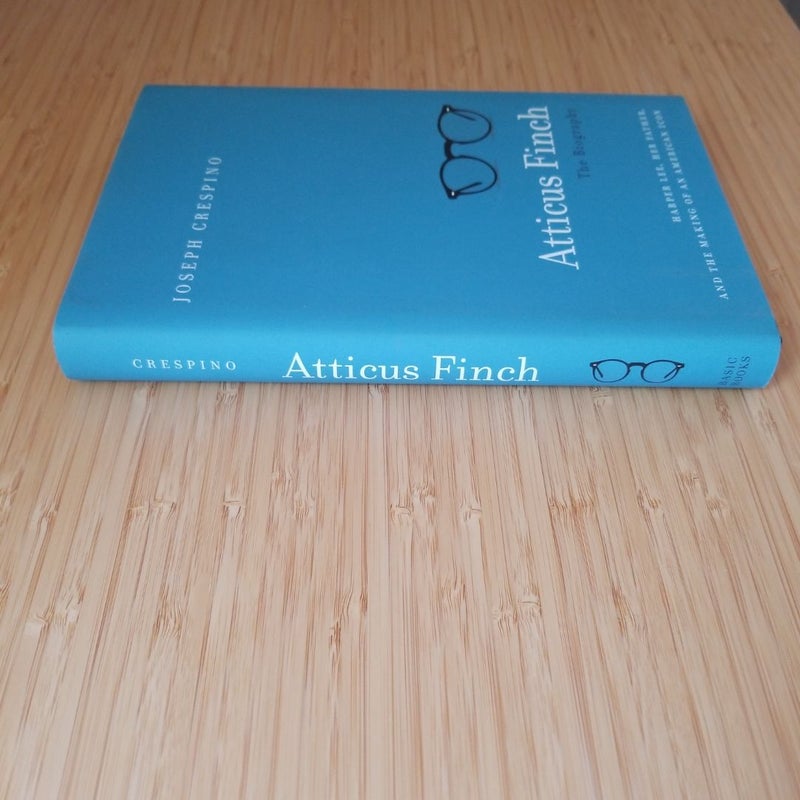 Atticus Finch
The Biography
HARPER LEE, HER FATHER,
AND THE MAKING OF AN AMERICAN ICON
JOSEPH CRESPINO
CRESPINO
Atticus Finch
BASIC
BOOKS